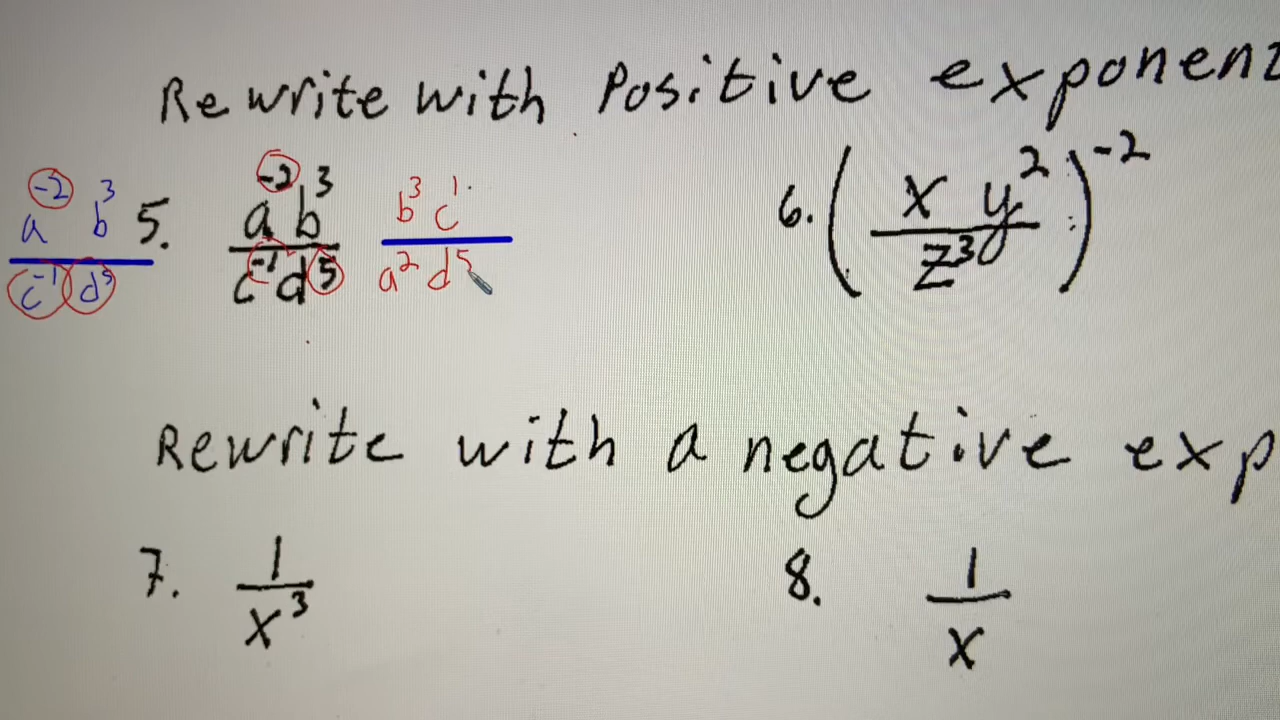 Rewrite with Positive exponent
a⁻² b³ / c⁻¹ d⁵
5. a⁻² b³ / c⁻¹ d⁵
b³ c¹ / a² d⁵
6. (x y² / z³)⁻²
Rewrite with a negative exp
7. 1 / x³
8. 1 / x